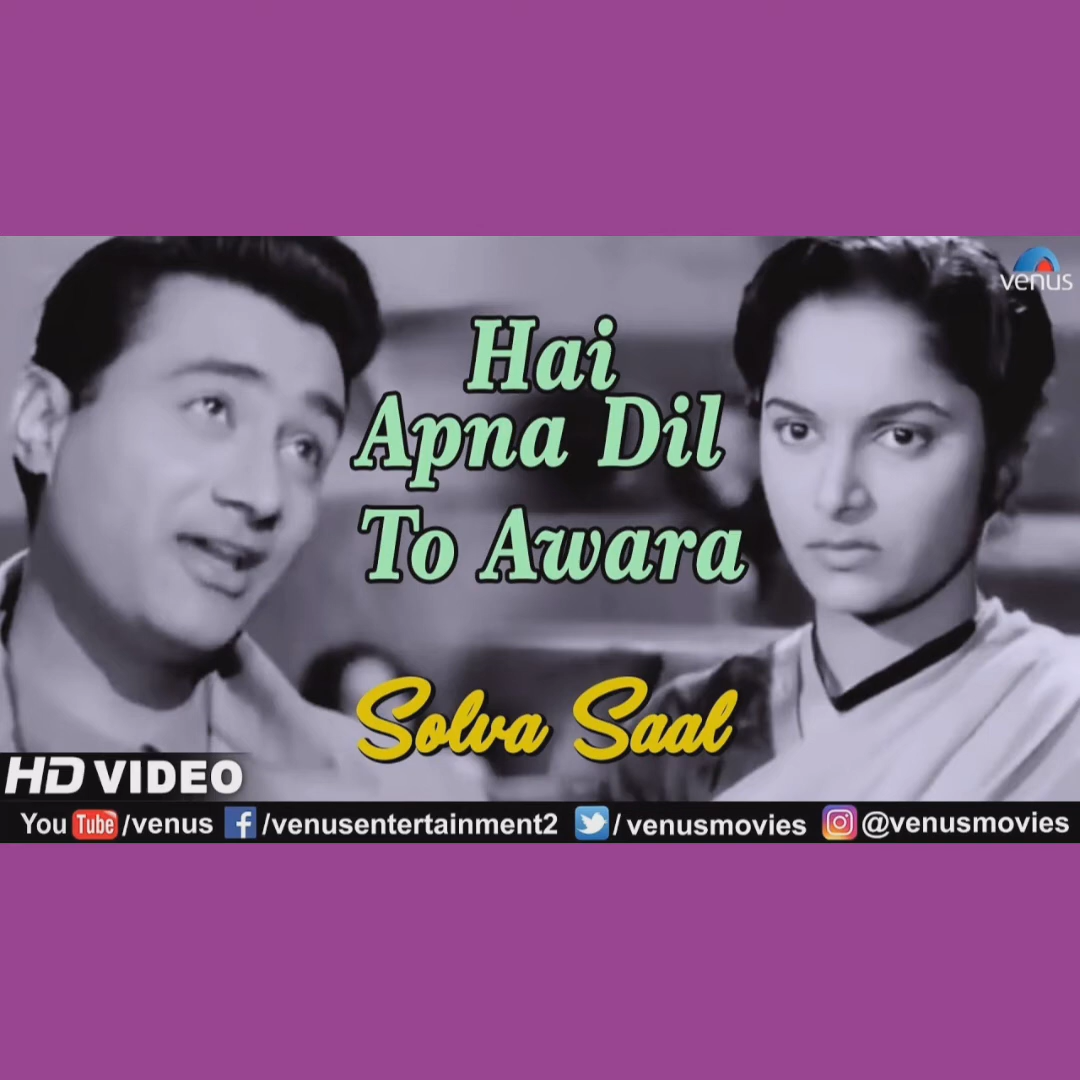 venus
Hai
Apna Dil
To Awara
Solva Saal
HD VIDEO
You Tube /venus f /venusentertainment2 / venusmovies @venusmovies